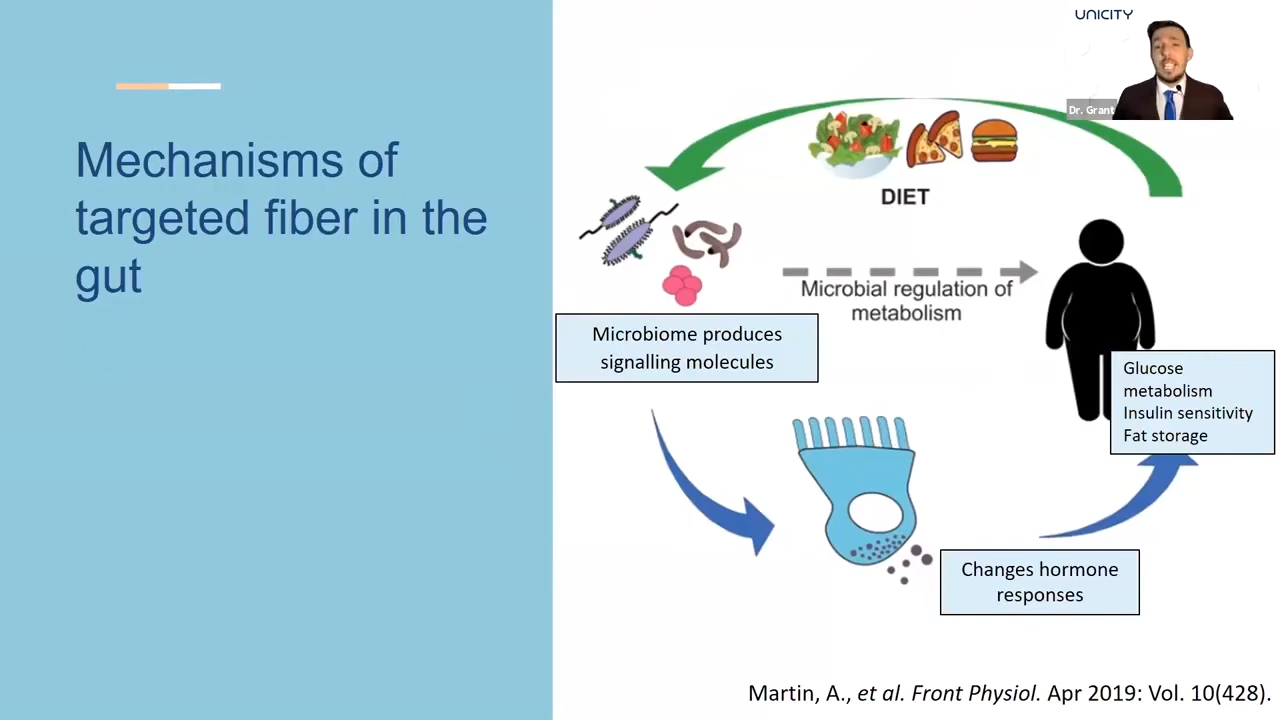 UNICITY
Dr. Grant
Mechanisms of
targeted fiber in the
gut
DIET
Microbial regulation of
metabolism
Microbiome produces
signalling molecules
Glucose
metabolism
Insulin sensitivity
Fat storage
Changes hormone
responses
Martin, A., et al. Front Physiol. Apr 2019: Vol. 10(428).